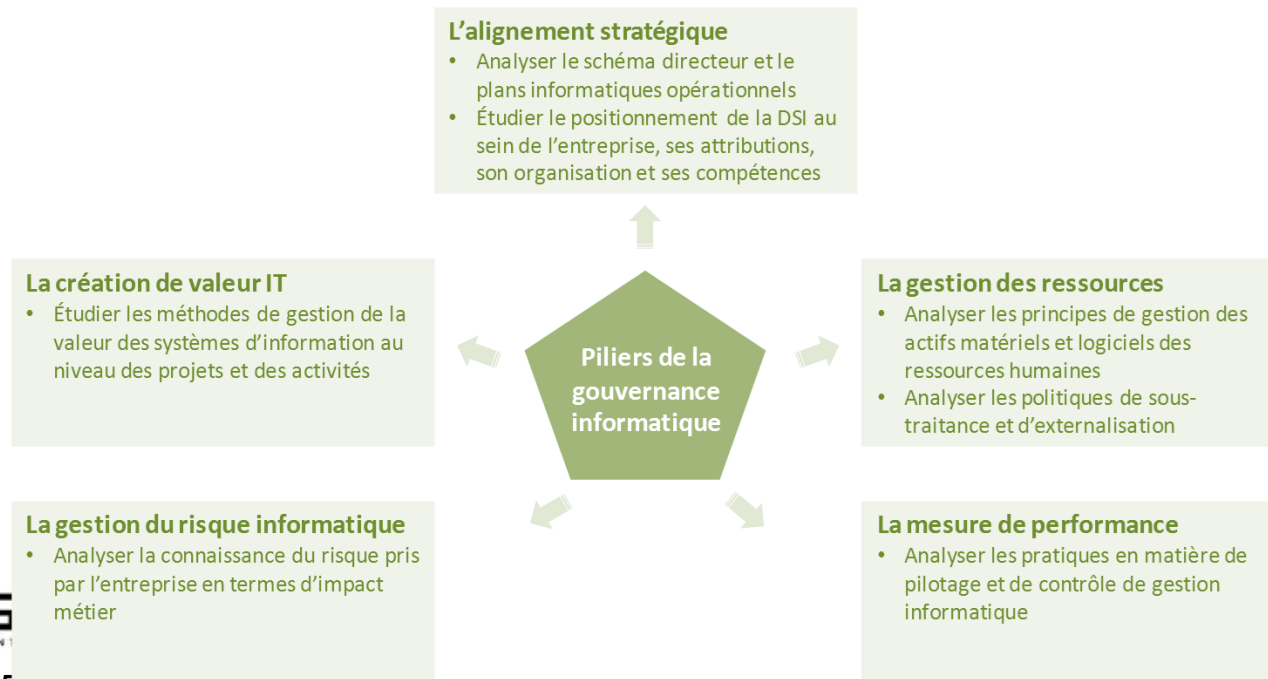 L’alignement stratégique
• Analyser le schéma directeur et le
plans informatiques opérationnels
• Étudier le positionnement de la DSI au
sein de l’entreprise, ses attributions,
son organisation et ses compétences
La création de valeur IT
• Étudier les méthodes de gestion de la
valeur des systèmes d’information au
niveau des projets et des activités
Piliers de la
gouvernance
informatique
La gestion des ressources
• Analyser les principes de gestion des
actifs matériels et logiciels des
ressources humaines
• Analyser les politiques de sous-
traitance et d’externalisation
La gestion du risque informatique
• Analyser la connaissance du risque pris
par l’entreprise en termes d’impact
métier
La mesure de performance
• Analyser les pratiques en matière de
pilotage et de contrôle de gestion
informatique